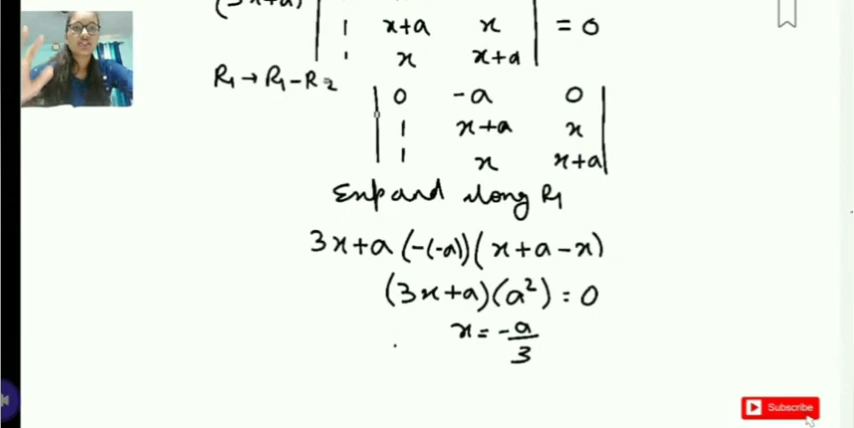 (3x+a) | 1 x+a x | = 0
1 x x+a
R₁ → R₁ - R₂
| 0 -a 0 |
| 1 x+a x |
| 1 x x+a |
Expand along R₁
3x+a (-(-a)) (x+a-x)
(3x+a) (a²) = 0
x = -a/3
Subscribe